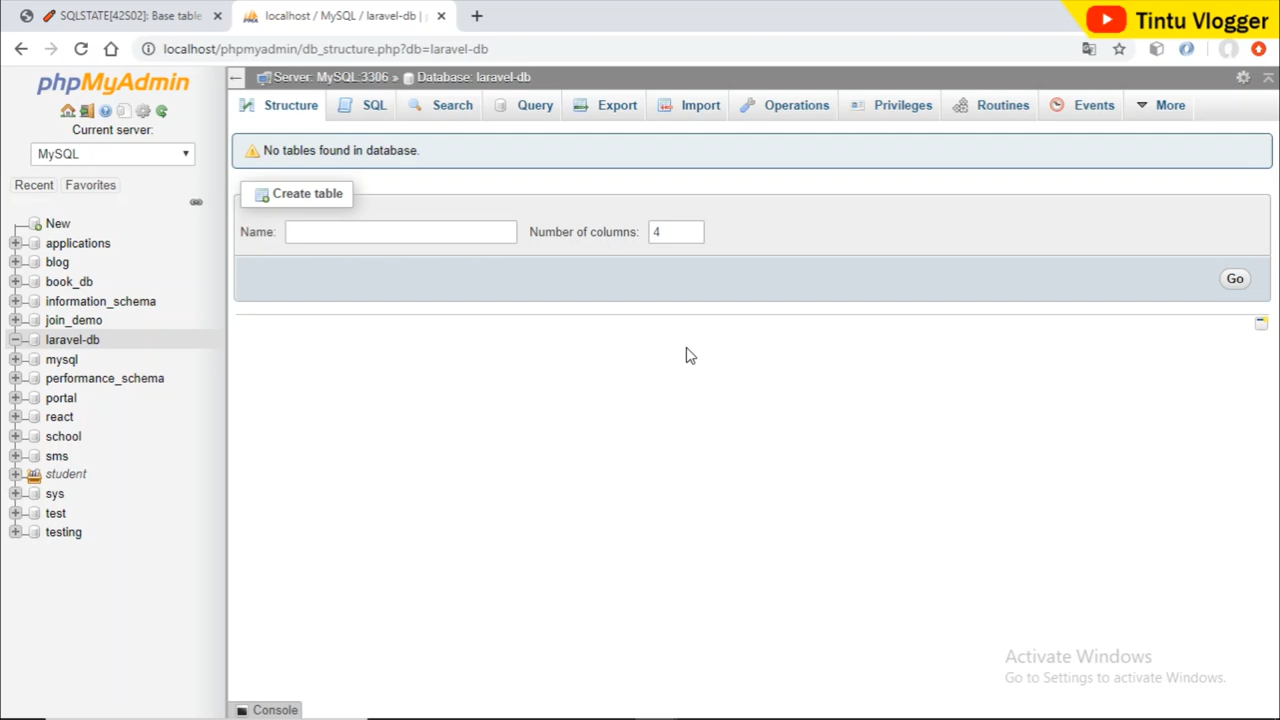 SQLSTATE[42S02]: Base table
localhost / MySQL / laravel-db |
Tintu Vlogger
localhost/phpmyadmin/db_structure.php?db=laravel-db
phpMyAdmin
Current server:
MySQL
Recent
Favorites
New
applications
blog
book_db
information_schema
join_demo
laravel-db
mysql
performance_schema
portal
react
school
sms
student
sys
test
testing
Server: MySQL:3306 » Database: laravel-db
Structure
SQL
Search
Query
Export
Import
Operations
Privileges
Routines
Events
More
No tables found in database.
Create table
Name:
Number of columns: 4
Go
Activate Windows
Go to Settings to activate Windows.
Console